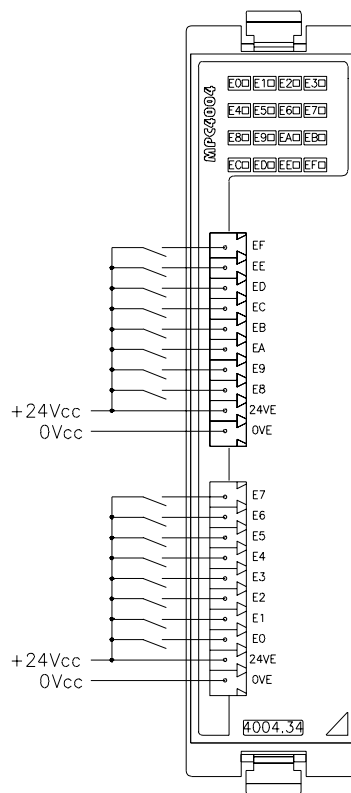 MPC4004
E0 E1 E2 E3
E4 E5 E6 E7
E8 E9 EA EB
EC ED EE EF
EF
EE
ED
EC
EB
EA
E9
E8
+24Vcc 24VE
0Vcc 0VE
E7
E6
E5
E4
E3
E2
E1
E0
+24Vcc 24VE
0Vcc 0VE
4004.34